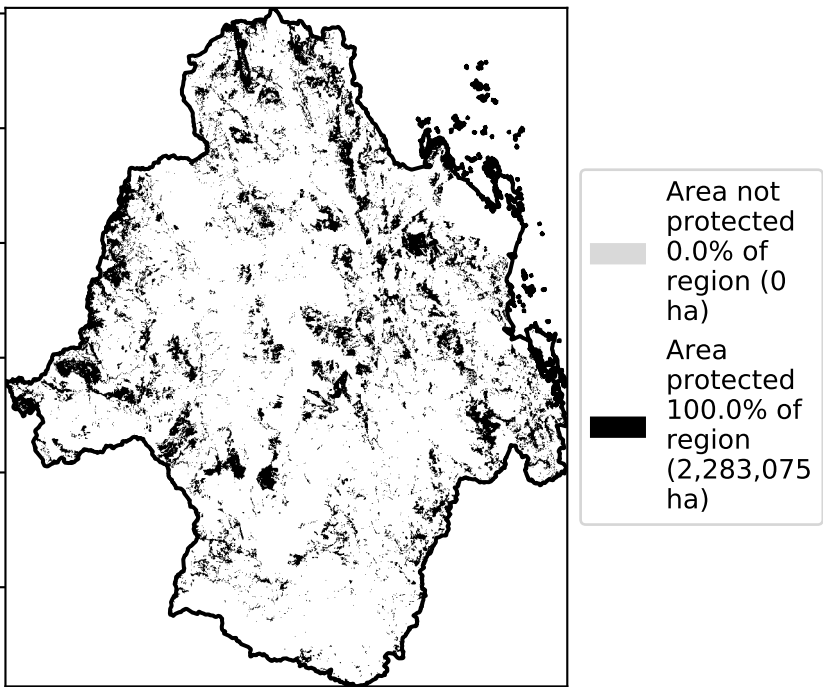 Area not
protected
0.0% of
region (0
ha)
Area
protected
100.0% of
region
(2,283,075
ha)